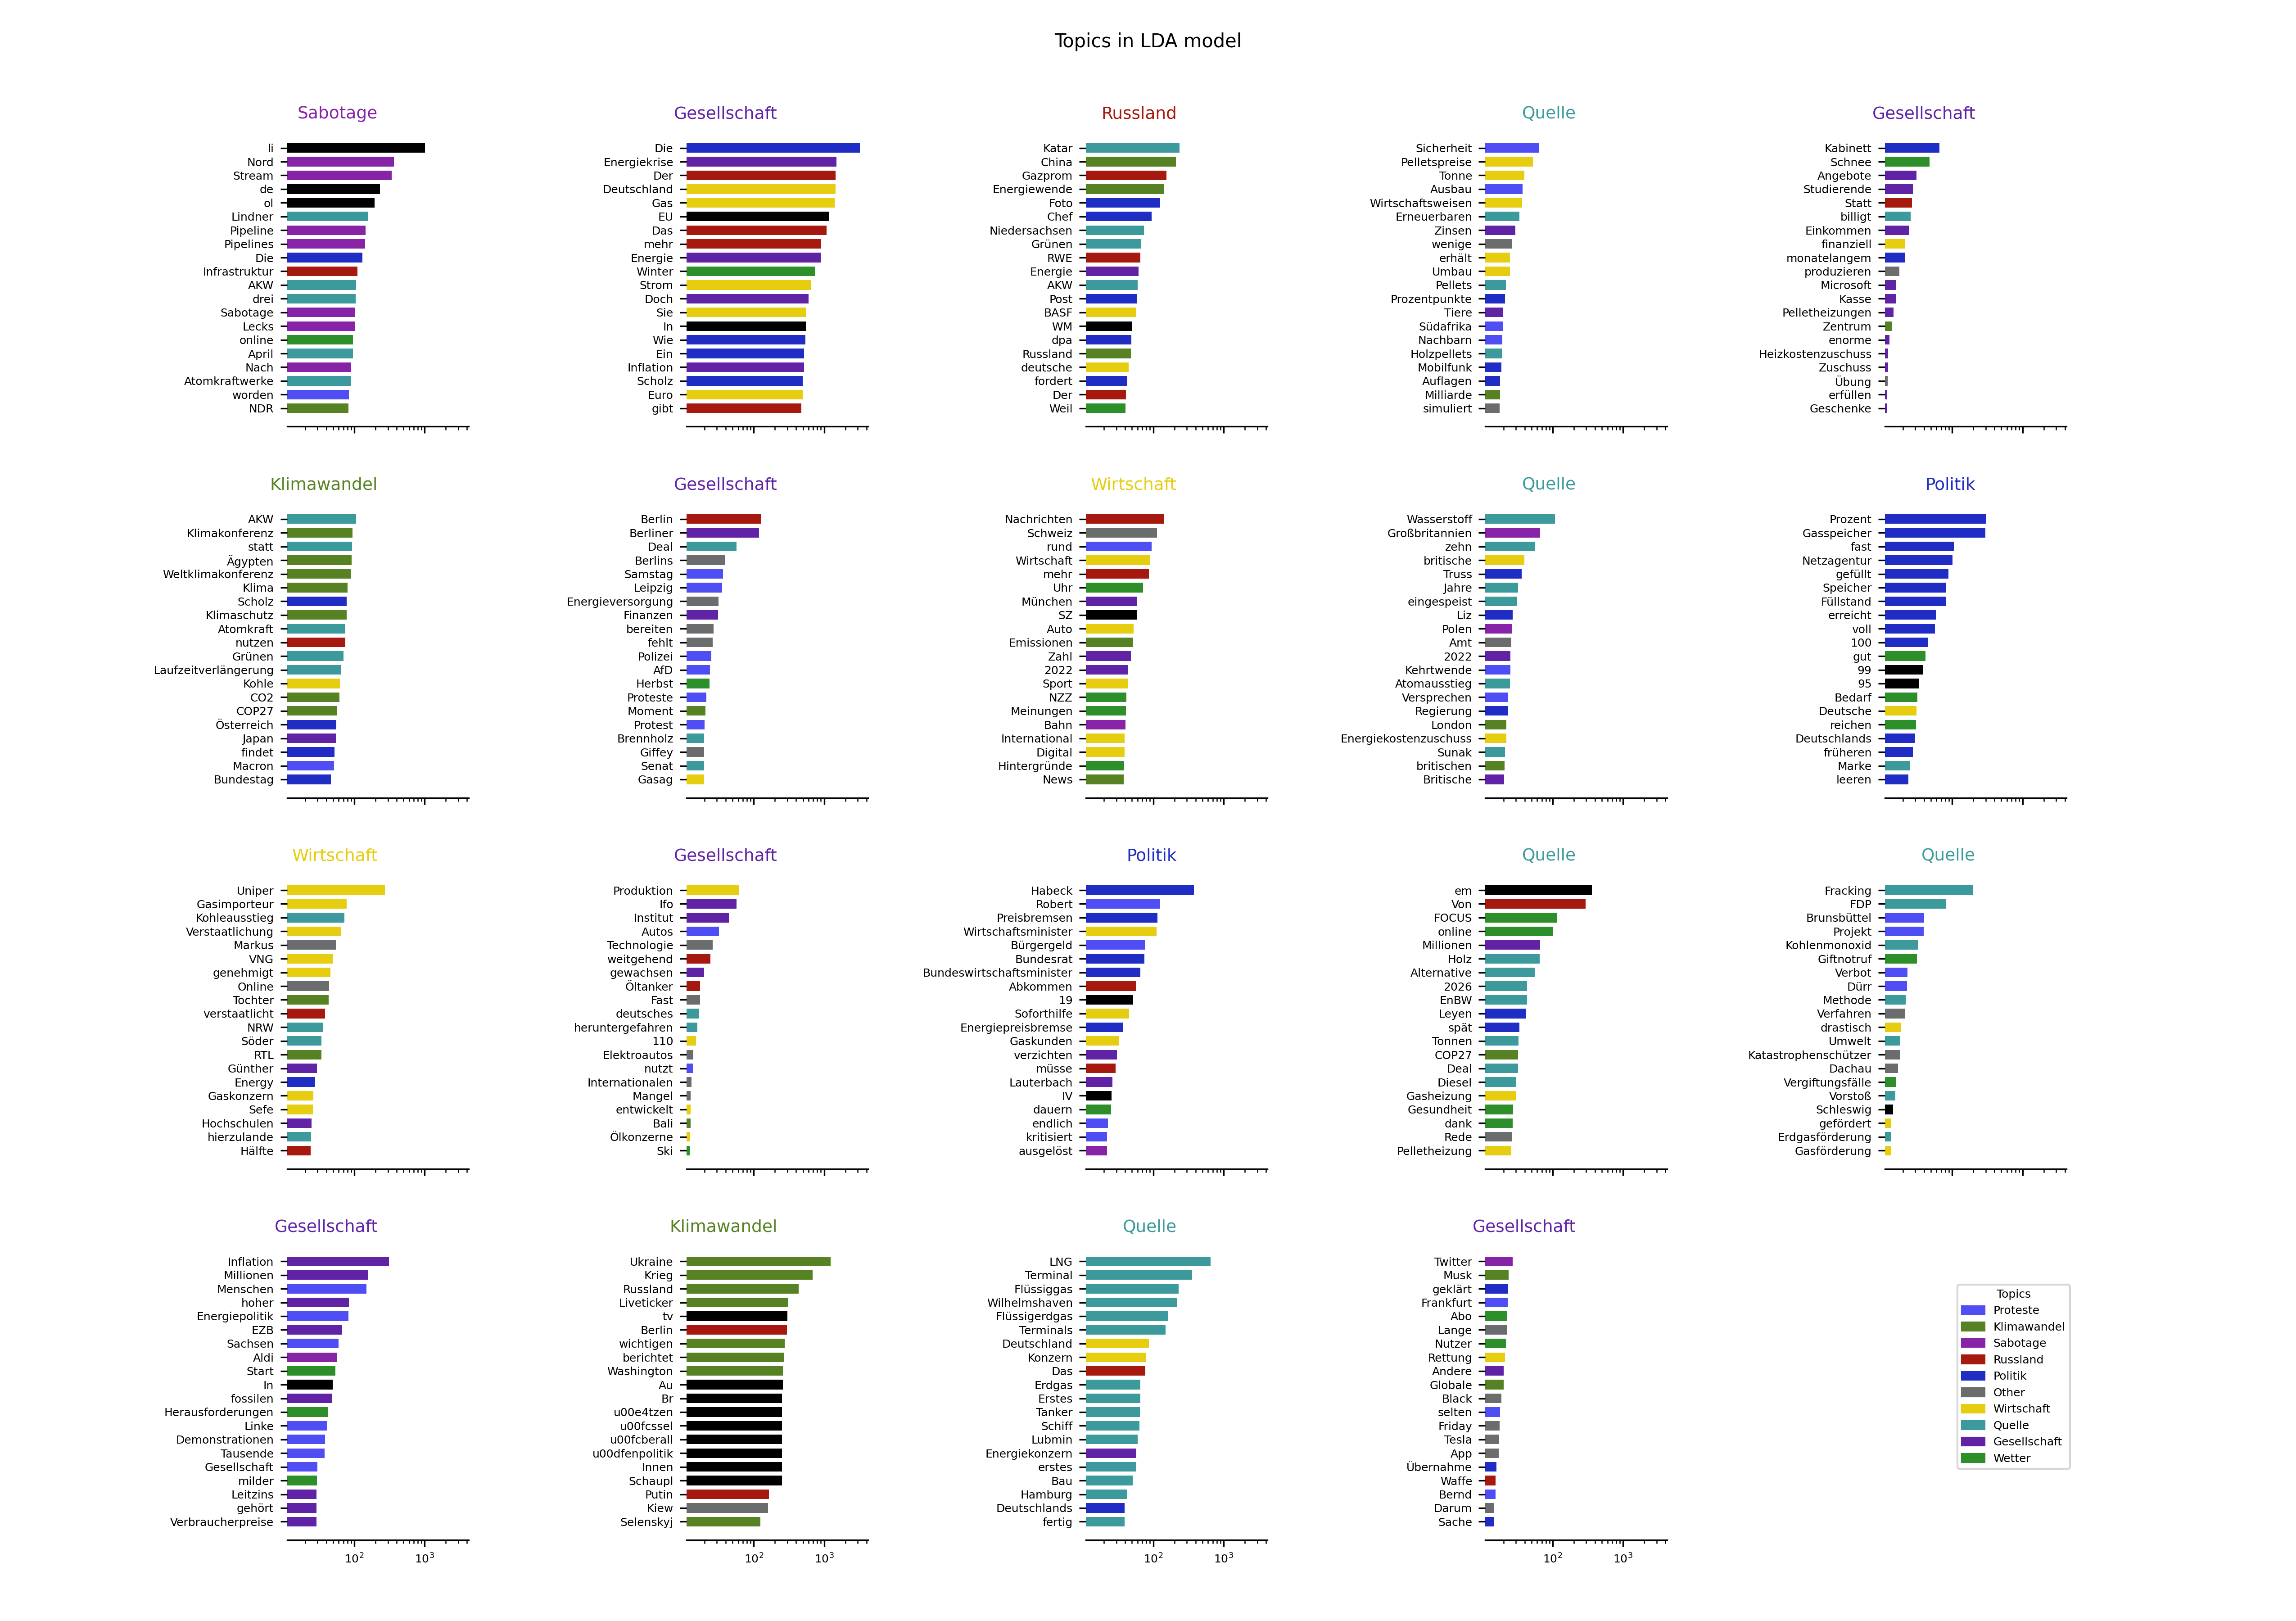 Topics in LDA model
Sabotage
li
Nord
Stream
de
ol
Lindner
Pipeline
Pipelines
Die
Infrastruktur
AKW
drei
Sabotage
Lecks
online
April
Nach
Atomkraftwerke
worden
NDR
Gesellschaft
Die
Energiekrise
Der
Deutschland
Gas
EU
Das
mehr
Energie
Winter
Strom
Doch
Sie
In
Wie
Ein
Inflation
Scholz
Euro
gibt
Russland
Katar
China
Gazprom
Energiewende
Foto
Chef
Niedersachsen
Grünen
RWE
Energie
AKW
Post
BASF
WM
dpa
Russland
deutsche
fordert
Der
Weil
Quelle
Sicherheit
Pelletspreise
Tonne
Ausbau
Wirtschaftsweisen
Erneuerbaren
Zinsen
wenige
erhält
Umbau
Pellets
Prozentpunkte
Tiere
Südafrika
Nachbarn
Holzpellets
Mobilfunk
Auflagen
Milliarde
simuliert
Gesellschaft
Kabinett
Schnee
Angebote
Studierende
Statt
billigt
Einkommen
finanziell
monatelangem
produzieren
Microsoft
Kasse
Pelletheizungen
Zentrum
enorme
Heizkostenzuschuss
Zuschuss
Übung
erfüllen
Geschenke
Klimawandel
AKW
Klimakonferenz
statt
Ägypten
Weltklimakonferenz
Klima
Scholz
Klimaschutz
Atomkraft
nutzen
Grünen
Laufzeitverlängerung
Kohle
CO2
COP27
Österreich
Japan
findet
Macron
Bundestag
Gesellschaft
Berlin
Berliner
Deal
Berlins
Samstag
Leipzig
Energieversorgung
Finanzen
bereiten
fehlt
Polizei
AfD
Herbst
Proteste
Moment
Protest
Brennholz
Giffey
Senat
Gasag
Wirtschaft
Nachrichten
Schweiz
rund
Wirtschaft
mehr
Uhr
München
SZ
Auto
Emissionen
Zahl
2022
Sport
NZZ
Meinungen
Bahn
International
Digital
Hintergründe
News
Quelle
Wasserstoff
Großbritannien
zehn
britische
Truss
Jahre
eingespeist
Liz
Polen
Amt
2022
Kehrtwende
Atomausstieg
Versprechen
Regierung
London
Energiekostenzuschuss
Sunak
britischen
Britische
Politik
Prozent
Gasspeicher
fast
Netzagentur
gefüllt
Speicher
Füllstand
erreicht
voll
100
gut
99
95
Bedarf
Deutsche
reichen
Deutschlands
früheren
Marke
leeren
Wirtschaft
Uniper
Gasimporteur
Kohleausstieg
Verstaatlichung
Markus
VNG
genehmigt
Online
Tochter
verstaatlicht
NRW
Söder
RTL
Günther
Energy
Gaskonzern
Sefe
Hochschulen
hierzulande
Hälfte
Gesellschaft
Produktion
Ifo
Institut
Autos
Technologie
weitgehend
gewachsen
Öltanker
Fast
deutsches
heruntergefahren
110
Elektroautos
nutzt
Internationalen
Mangel
entwickelt
Bali
Ölkonzerne
Ski
Politik
Habeck
Robert
Preisbremsen
Wirtschaftsminister
Bürgergeld
Bundesrat
Bundeswirtschaftsminister
Abkommen
19
Soforthilfe
Energiepreisbremse
Gaskunden
verzichten
müsse
Lauterbach
IV
dauern
endlich
kritisiert
ausgelöst
Quelle
em
Von
FOCUS
online
Millionen
Holz
Alternative
2026
EnBW
Leyen
spät
Tonnen
COP27
Deal
Diesel
Gasheizung
Gesundheit
dank
Rede
Pelletheizung
Quelle
Fracking
FDP
Brunsbüttel
Projekt
Kohlenmonoxid
Giftnotruf
Verbot
Dürr
Methode
Verfahren
drastisch
Umwelt
Katastrophenschützer
Dachau
Vergiftungsfälle
Vorstoß
Schleswig
gefördert
Erdgasförderung
Gasförderung
Gesellschaft
Inflation
Millionen
Menschen
hoher
Energiepolitik
EZB
Sachsen
Aldi
Start
In
fossilen
Herausforderungen
Linke
Demonstrationen
Tausende
Gesellschaft
milder
Leitzins
gehört
Verbraucherpreise
10² 10³
Klimawandel
Ukraine
Krieg
Russland
Liveticker
tv
Berlin
wichtigen
berichtet
Washington
Au
Br
u00e4tzen
u00fcssel
u00fcberall
u00dfenpolitik
Innen
Schaupl
Putin
Kiew
Selenskyj
10² 10³
Quelle
LNG
Terminal
Flüssiggas
Wilhelmshaven
Flüssigerdgas
Terminals
Deutschland
Konzern
Das
Erdgas
Erstes
Tanker
Schiff
Lubmin
Energiekonzern
erstes
Bau
Hamburg
Deutschlands
fertig
10² 10³
Gesellschaft
Twitter
Musk
geklärt
Frankfurt
Abo
Lange
Nutzer
Rettung
Andere
Globale
Black
selten
Friday
Tesla
App
Übernahme
Waffe
Bernd
Darum
Sache
10² 10³
Topics
Proteste
Klimawandel
Sabotage
Russland
Politik
Other
Wirtschaft
Quelle
Gesellschaft
Wetter